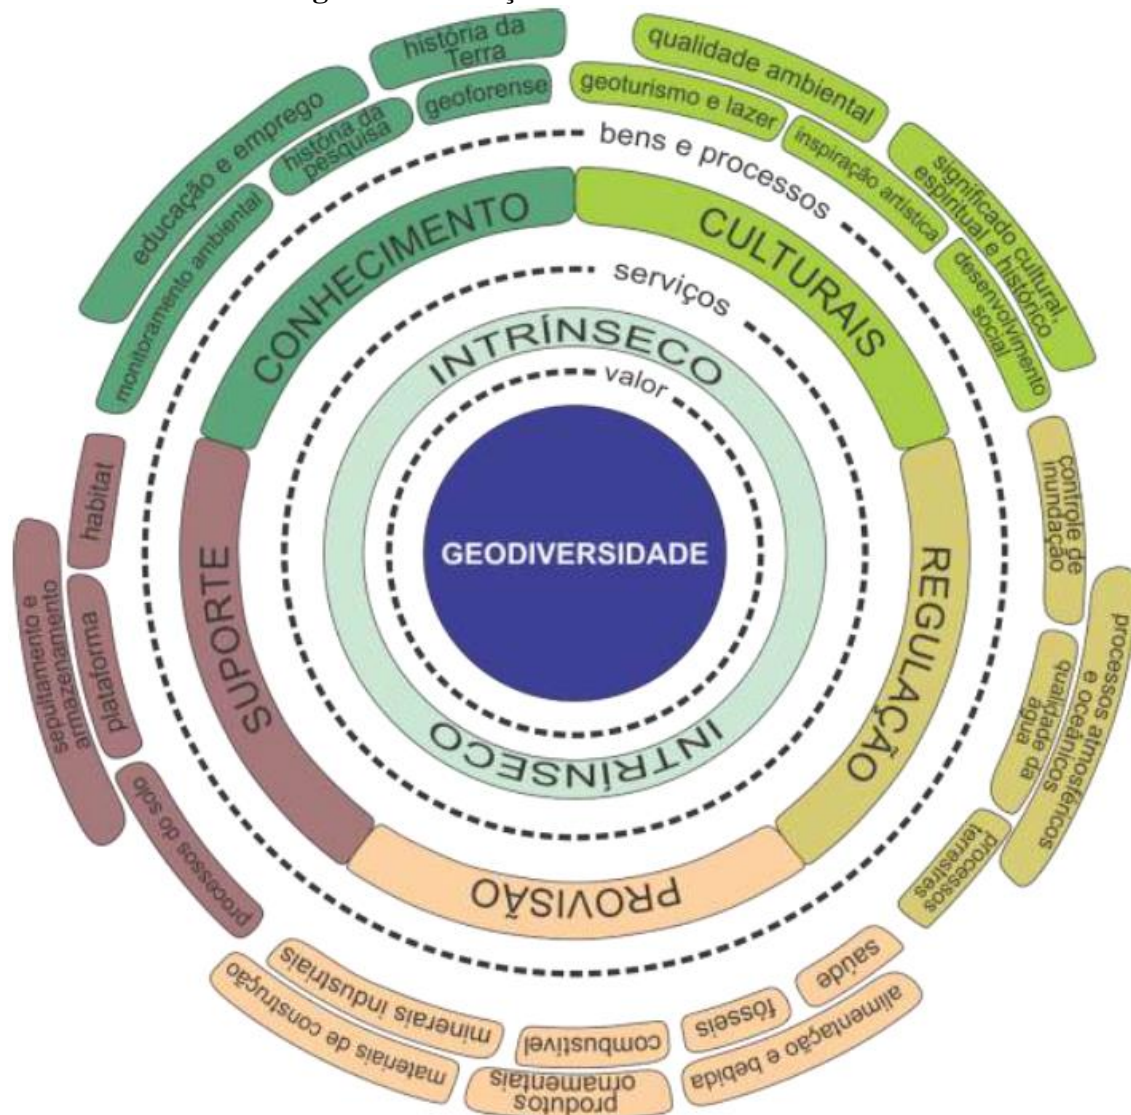 história da
Terra
geoforense
educação e emprego
história da
pesquisa
monitoramento ambiental
qualidade ambiental
geoturismo e lazer
inspiração artística
significado cultural,
espiritual e histórico
desenvolvimento
social
bens e processos
CONHECIMENTO
CULTURAIS
serviços
INTRÍNSECO
valor
GEODIVERSIDADE
INTRÍNSECO
habitat
plataforma
sepultamento e
armazenamento
processos do solo
SUPORTE
REGULAÇÃO
controle de
inundação
processos atmosféricos
e oceânicos
qualidade da
água
processos
terrestres
PROVISÃO
saúde
alimentação e bebida
fósseis
combustível
produtos
ornamentais
minerais industriais
materiais de construção